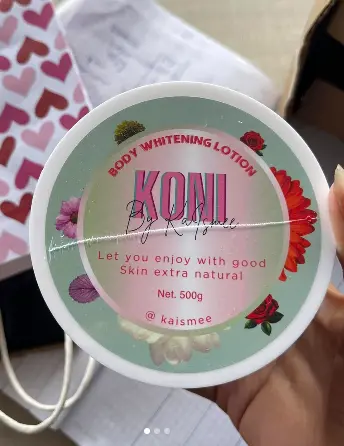 BODY WHITENING LOTION
KONI
By Kaismee
Let you enjoy with good
Skin extra natural
Net. 500g
@ kaismee